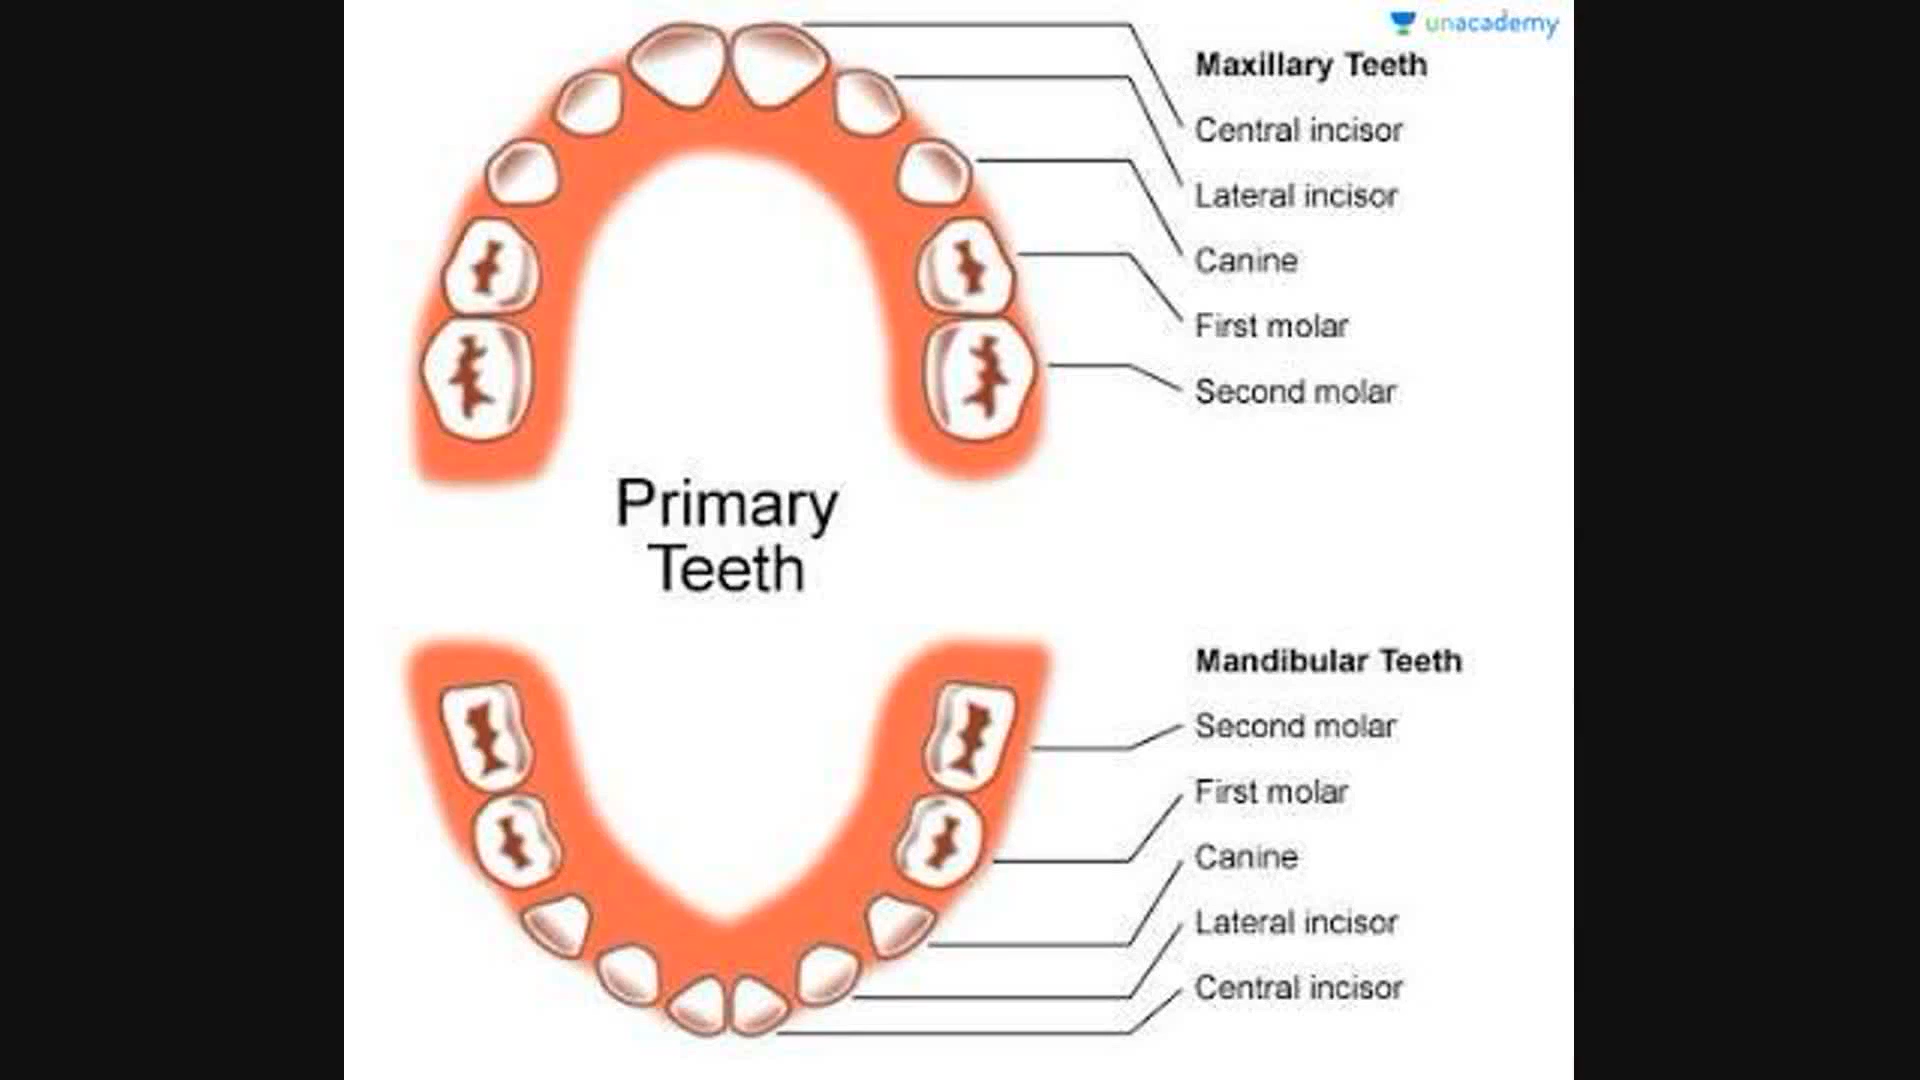 unacademy
Maxillary Teeth
Central incisor
Lateral incisor
Canine
First molar
Second molar
Primary
Teeth
Mandibular Teeth
Second molar
First molar
Canine
Lateral incisor
Central incisor